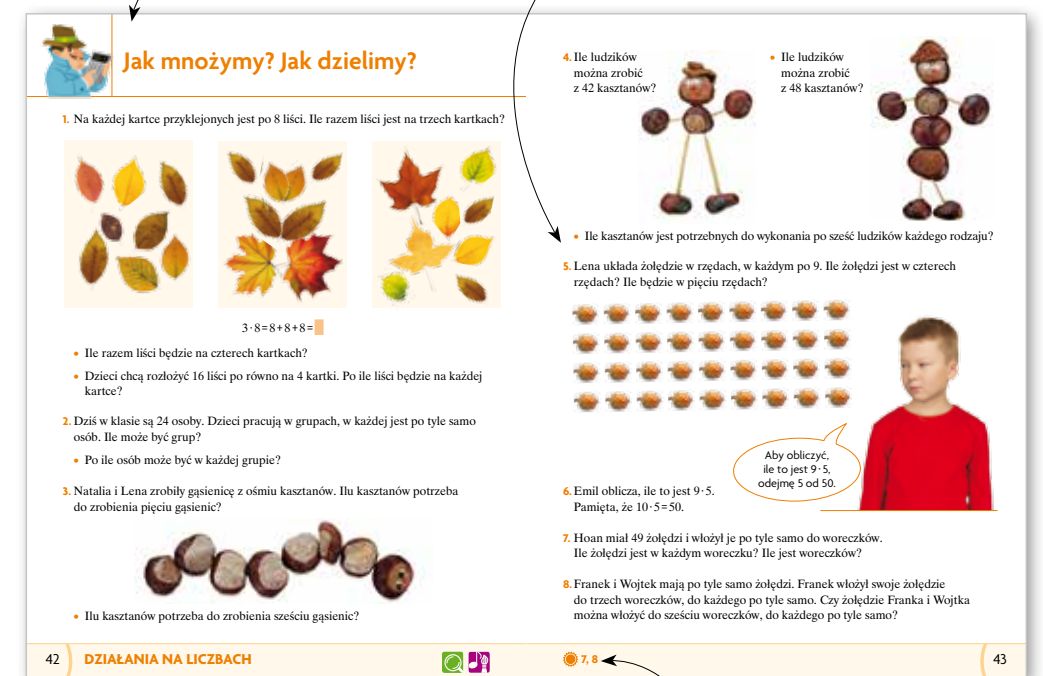 Jak mnożymy? Jak dzielimy?
1. Na każdej kartce przyklejonych jest po 8 liści. Ile razem liści jest na trzech kartkach?
3·8=8+8+8=
• Ile razem liści będzie na czterech kartkach?
• Dzieci chcą rozłożyć 16 liści po równo na 4 kartki. Po ile liści będzie na każdej
kartce?
2. Dziś w klasie są 24 osoby. Dzieci pracują w grupach, w każdej jest po tyle samo
osób. Ile może być grup?
• Po ile osób może być w każdej grupie?
3. Natalia i Lena zrobiły gąsienicę z ośmiu kasztanów. Ilu kasztanów potrzeba
do zrobienia pięciu gąsienic?
• Ilu kasztanów potrzeba do zrobienia sześciu gąsienic?
42 DZIAŁANIA NA LICZBACH
4. Ile ludzików
można zrobić
z 42 kasztanów?
• Ile ludzików
można zrobić
z 48 kasztanów?
• Ile kasztanów jest potrzebnych do wykonania po sześć ludzików każdego rodzaju?
5. Lena układa żołędzie w rzędach, w każdym po 9. Ile żołędzi jest w czterech
rzędach? Ile będzie w pięciu rzędach?
Aby obliczyć,
ile to jest 9·5,
odejmę 5 od 50.
6. Emil oblicza, ile to jest 9·5.
Pamięta, że 10·5=50.
7. Hoan miał 49 żołędzi i włożył je po tyle samo do woreczków.
Ile żołędzi jest w każdym woreczku? Ile jest woreczków?
8. Franek i Wojtek mają po tyle samo żołędzi. Franek włożył swoje żołędzie
do trzech woreczków, do każdego po tyle samo. Czy żołędzie Franka i Wojtka
można włożyć do sześciu woreczków, do każdego po tyle samo?
7, 8
43